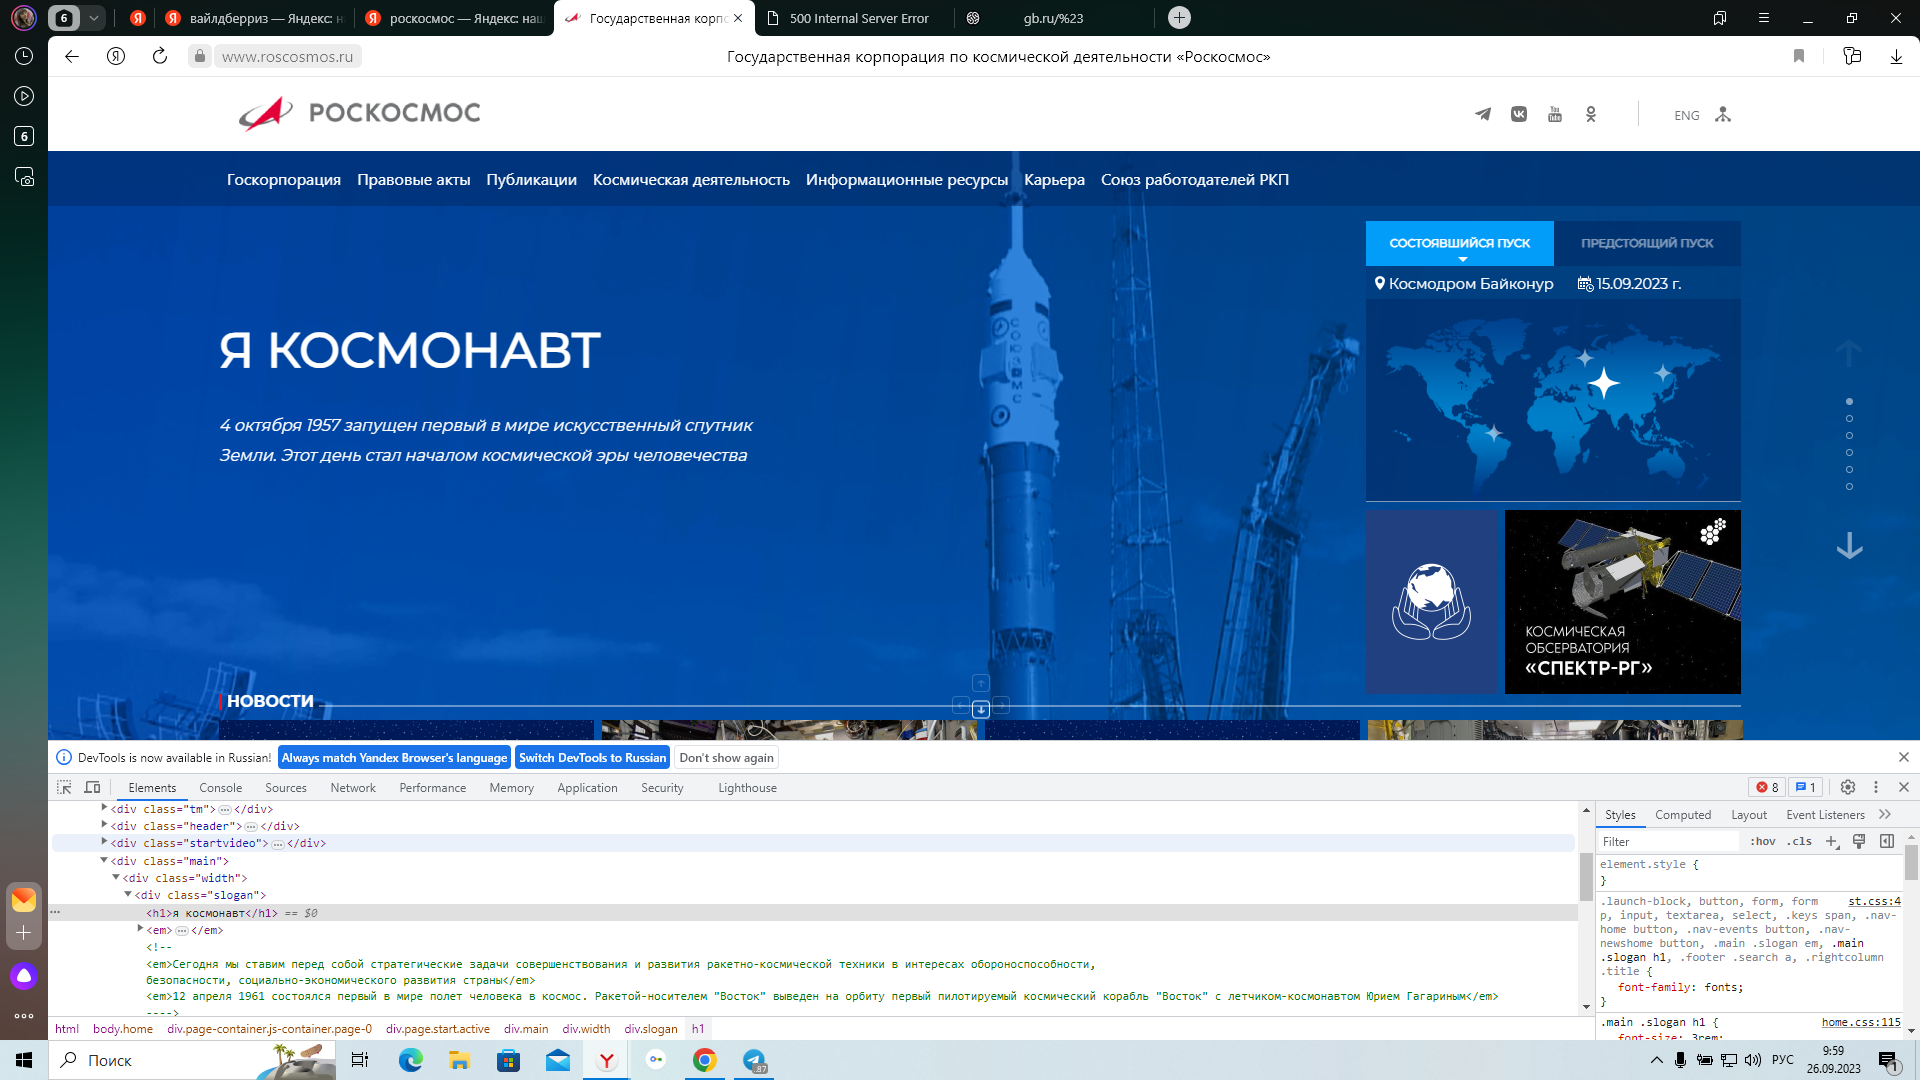 6
вайлдберриз — Яндекс: н
роскосмос — Яндекс: наш
Государственная корп
500 Internal Server Error
gb.ru/%23
www.roscosmos.ru
Государственная корпорация по космической деятельности «Роскосмос»
6
РОСКОСМОС
ENG
Госкорпорация
Правовые акты
Публикации
Космическая деятельность
Информационные ресурсы
Карьера
Союз работодателей РКП
СОСТОЯВШИЙСЯ ПУСК
ПРЕДСТОЯЩИЙ ПУСК
Космодром Байконур
15.09.2023 г.
Я КОСМОНАВТ
4 октября 1957 запущен первый в мире искусственный спутник
Земли. Этот день стал началом космической эры человечества
КОСМИЧЕСКАЯ
ОБСЕРВАТОРИЯ
«СПЕКТР-РГ»
НОВОСТИ
DevTools is now available in Russian!
Always match Yandex Browser's language
Switch DevTools to Russian
Don't show again
Elements
Console
Sources
Network
Performance
Memory
Application
Security
Lighthouse
8
1
<div class="tm"> … </div>
<div class="header"> … </div>
<div class="startvideo"> … </div>
<div class="main">
<div class="width">
<div class="slogan">
<h1>я космонавт</h1> == $0
<em> … </em>
<!--
<em>Сегодня мы ставим перед собой стратегические задачи совершенствования и развития ракетно-космической техники в интересах обороноспособности,
безопасности, социально-экономического развития страны</em>
<em>12 апреля 1961 состоялся первый в мире полет человека в космос. Ракетой-носителем "Восток" выведен на орбиту первый пилотируемый космический корабль "Восток" с летчиком-космонавтом Юрием Гагариным</em>
---->
html
body.home
div.page-container.js-container.page-0
div.page.start.active
div.main
div.width
div.slogan
h1
Styles
Computed
Layout
Event Listeners
Filter
:hov
.cls
element.style {
}
.launch-block, button, form, form st.css:4
p, input, textarea, select, .keys span, .nav-
home button, .nav-events button, .nav-
newshome button, .main .slogan em, .main
.slogan h1, .footer .search a, .rightcolumn
.title {
font-family: fonts;
}
.main .slogan h1 { home.css:115
font-size: 3rem;
Поиск
87
РУС
9:59
26.09.2023
1